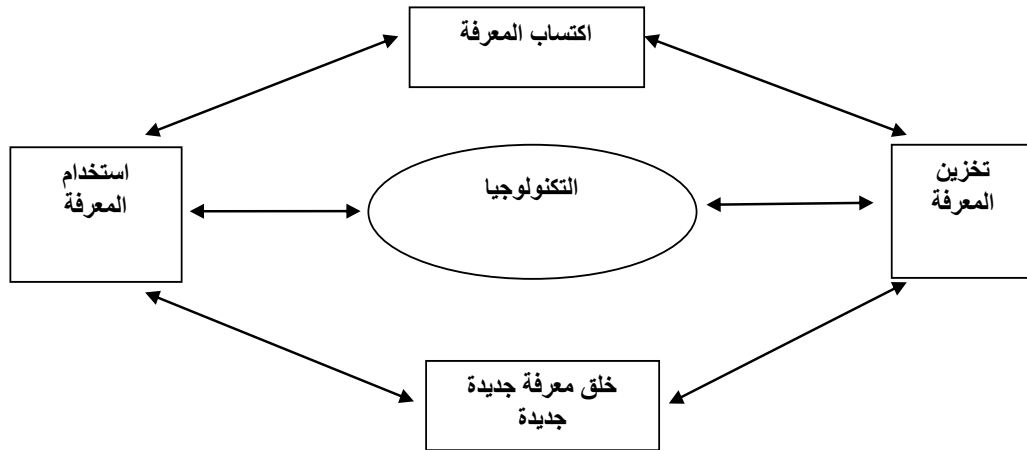 اكتساب المعرفة
تخزين
المعرفة
التكنولوجيا
استخدام
المعرفة
خلق معرفة جديدة
جديدة